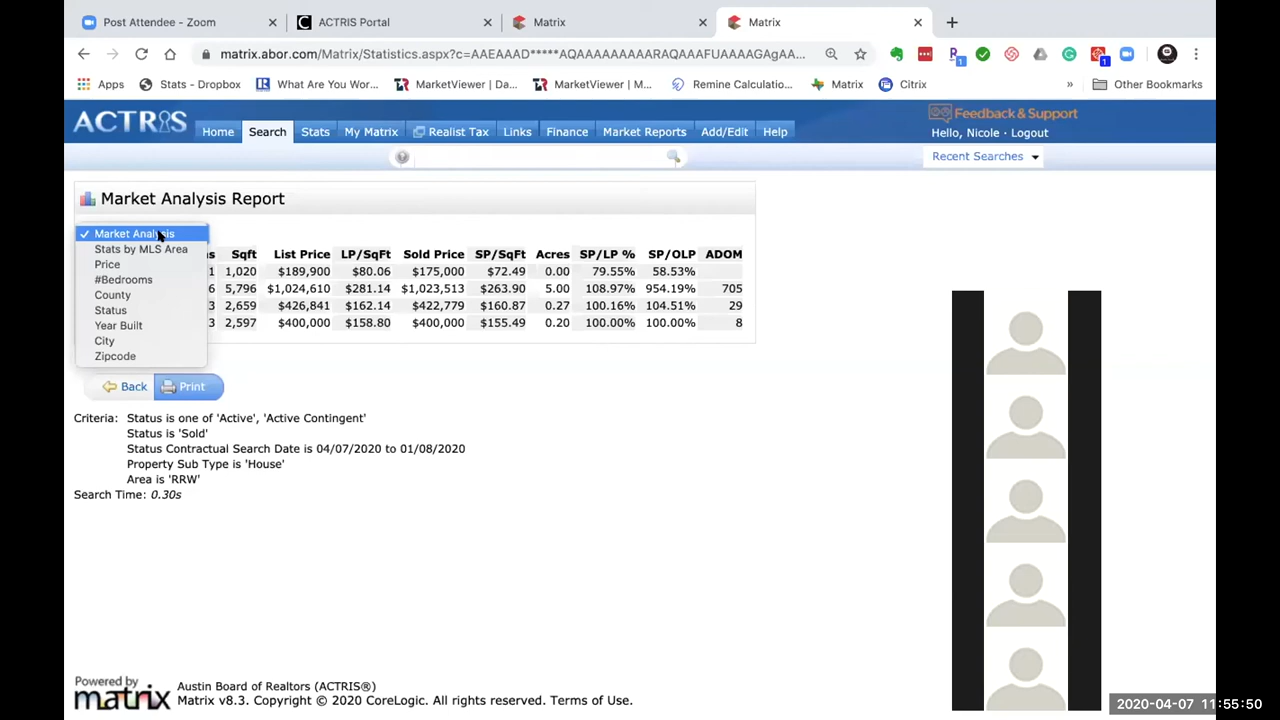 Post Attendee - Zoom
ACTRIS Portal
Matrix
Matrix
matrix.abor.com/Matrix/Statistics.aspx?c=AAFAAAD*****AQAAAAAAAAARAQAAAFUAAAAGAgAA...
1
1
Apps
Stats - Dropbox
What Are You Wor...
MarketViewer | Da...
MarketViewer | M...
Remine Calculatio...
Matrix
Citrix
»
Other Bookmarks
ACTRIS
Home Search Stats My Matrix Realist Tax Links Finance Market Reports Add/Edit Help
Feedback & Support
Hello, Nicole · Logout
Recent Searches
Market Analysis Report
✓ Market Analysis
Stats by MLS Area
Price
#Bedrooms
County
Status
Year Built
City
Zipcode
s Sqft List Price LP/SqFt Sold Price SP/SqFt Acres SP/LP % SP/OLP ADOM
1 1,020 $189,900 $80.06 $175,000 $72.49 0.00 79.55% 58.53%
6 5,796 $1,024,610 $281.14 $1,023,513 $263.90 5.00 108.97% 954.19% 705
3 2,659 $426,841 $162.14 $422,779 $160.87 0.27 100.16% 104.51% 29
3 2,597 $400,000 $158.80 $400,000 $155.49 0.20 100.00% 100.00% 8
Back Print
Criteria: Status is one of 'Active', 'Active Contingent'
Status is 'Sold'
Status Contractual Search Date is 04/07/2020 to 01/08/2020
Property Sub Type is 'House'
Area is 'RRW'
Search Time: 0.30s
Powered by
matrix
Austin Board of Realtors (ACTRIS®)
Matrix v8.3. Copyright © 2020 CoreLogic. All rights reserved. Terms of Use.
2020-04-07 11:55:50